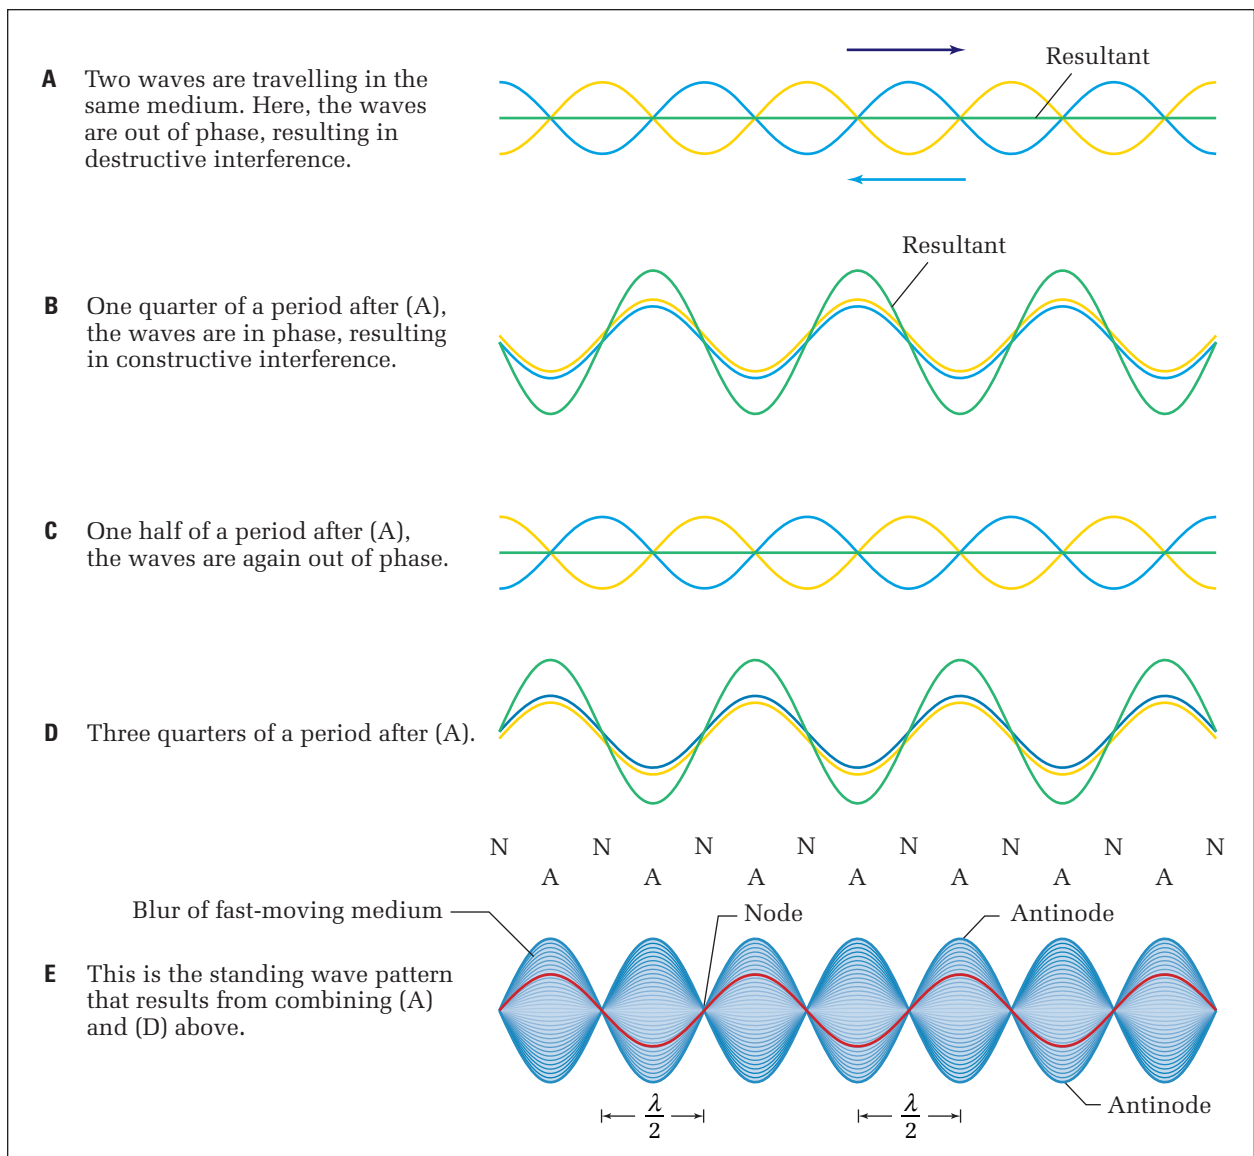 A Two waves are travelling in the
same medium. Here, the waves
are out of phase, resulting in
destructive interference.
Resultant
Resultant
B One quarter of a period after (A),
the waves are in phase, resulting
in constructive interference.
C One half of a period after (A),
the waves are again out of phase.
D Three quarters of a period after (A).
N N N N N N N N
A A A A A A A
Blur of fast-moving medium
Node
Antinode
E This is the standing wave pattern
that results from combining (A)
and (D) above.
λ/2
λ/2
Antinode